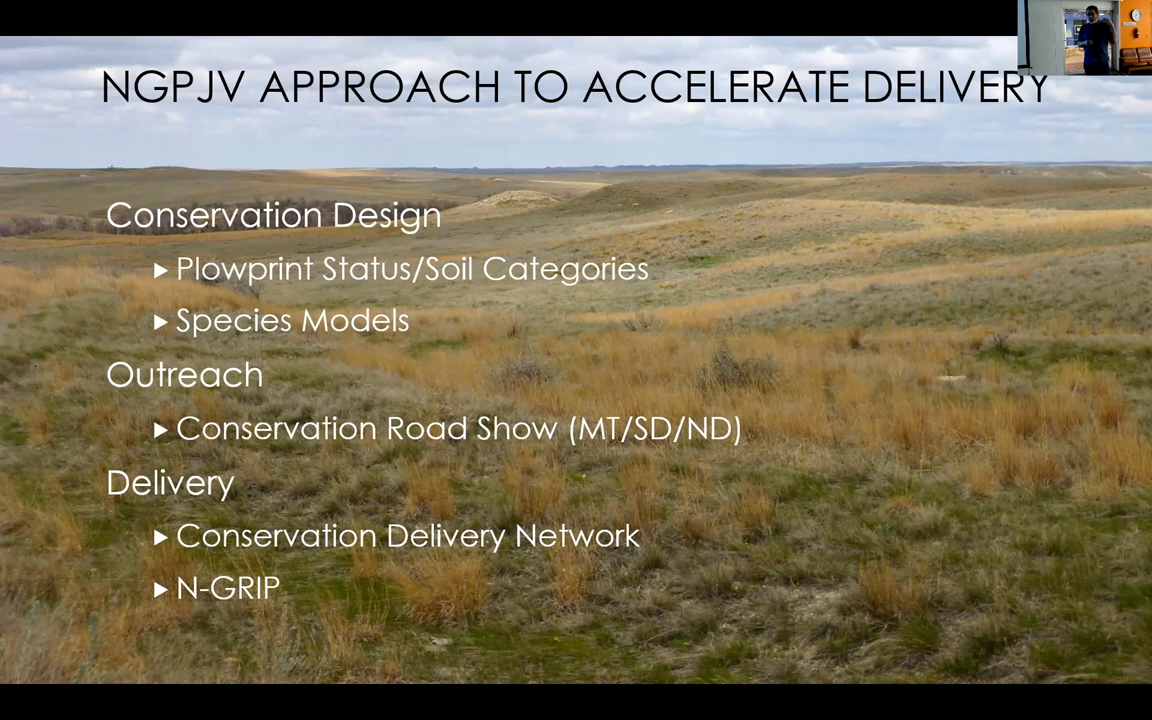 NGPJV APPROACH TO ACCELERATE DELIVERY
Conservation Design
Plowprint Status/Soil Categories
Species Models
Outreach
Conservation Road Show (MT/SD/ND)
Delivery
Conservation Delivery Network
N-GRIP